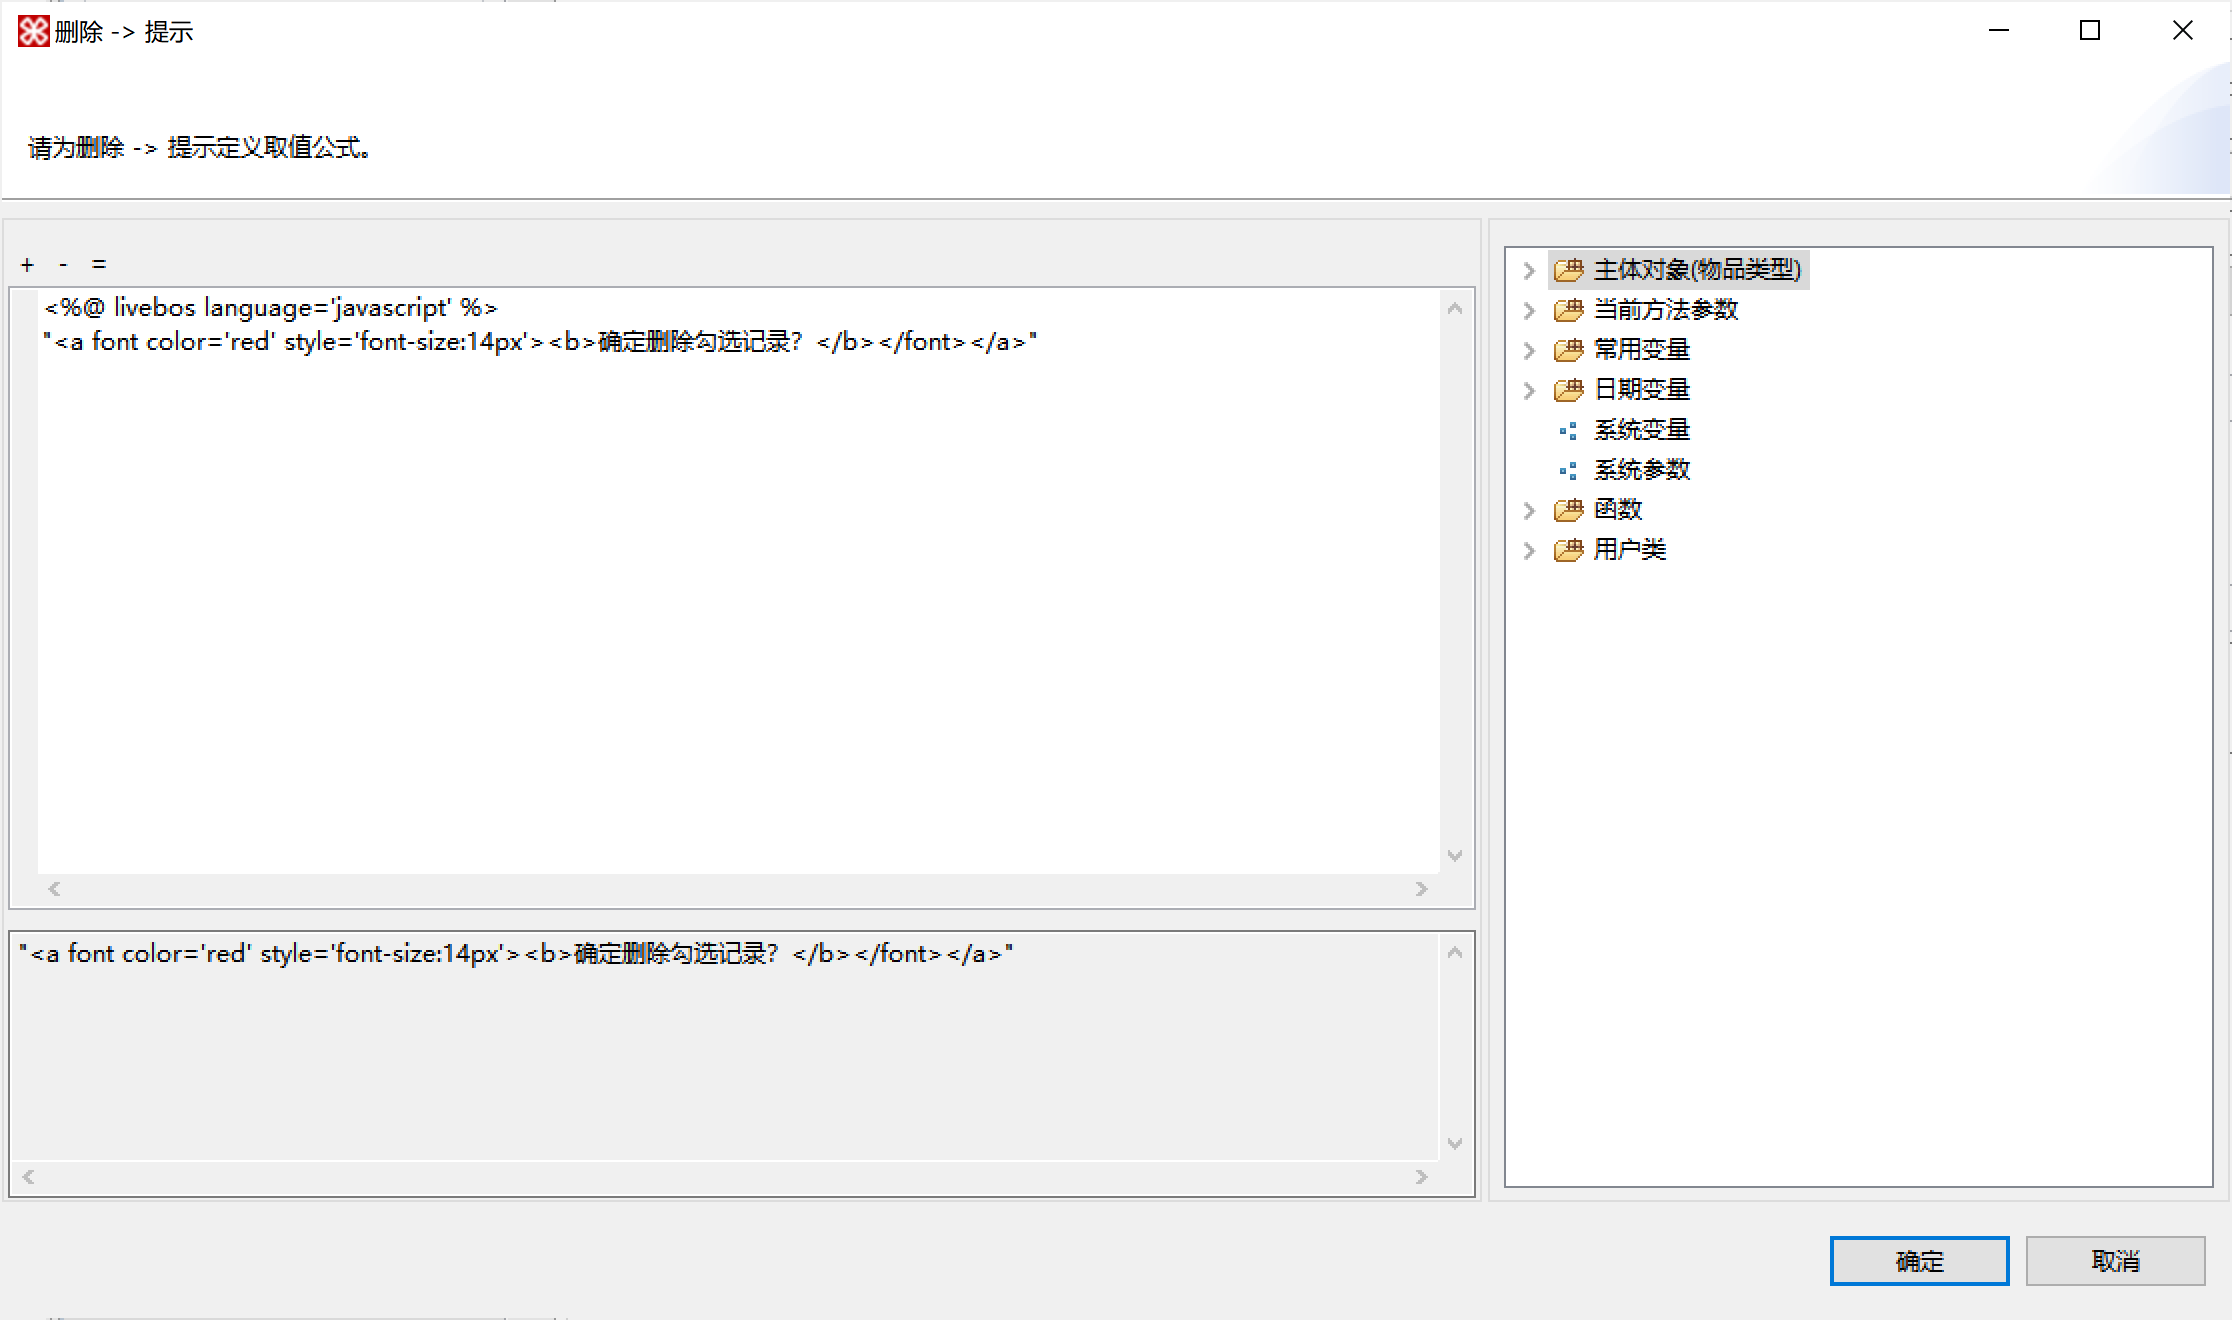 删除 -> 提示
请为删除 -> 提示定义取值公式。
+ - =
<%@ livebos language='javascript' %>
"<a font color='red' style='font-size:14px'><b>确定删除勾选记录？</b></font></a>"
"<a font color='red' style='font-size:14px'><b>确定删除勾选记录？</b></font></a>"
主体对象(物品类型)
当前方法参数
常用变量
日期变量
系统变量
系统参数
函数
用户类
确定
取消